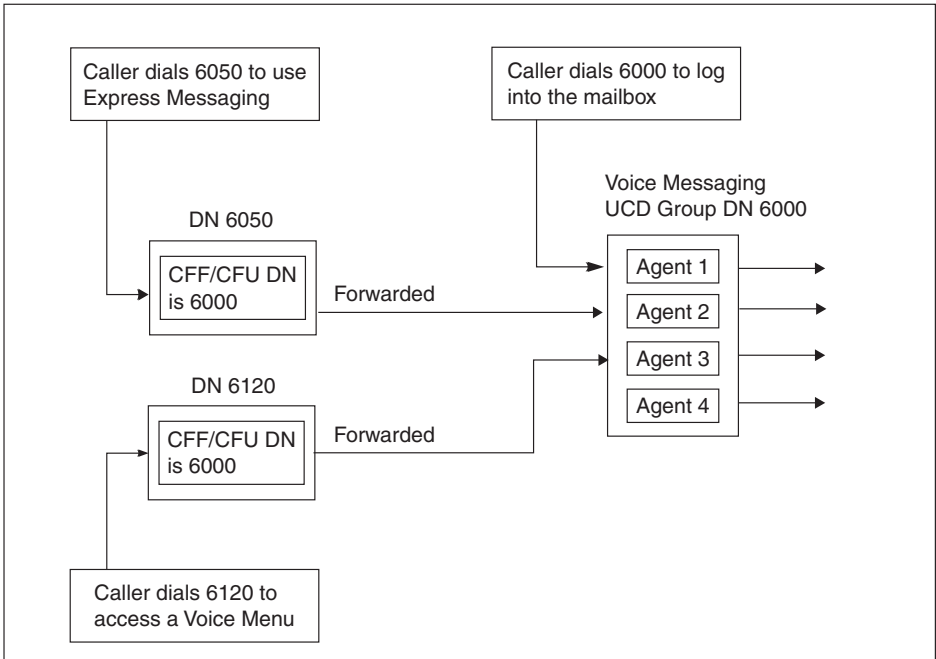 Caller dials 6050 to use
Express Messaging
Caller dials 6000 to log
into the mailbox
Voice Messaging
UCD Group DN 6000
DN 6050
CFF/CFU DN
is 6000
Forwarded
Agent 1
Agent 2
Agent 3
Agent 4
DN 6120
CFF/CFU DN
is 6000
Forwarded
Caller dials 6120 to
access a Voice Menu